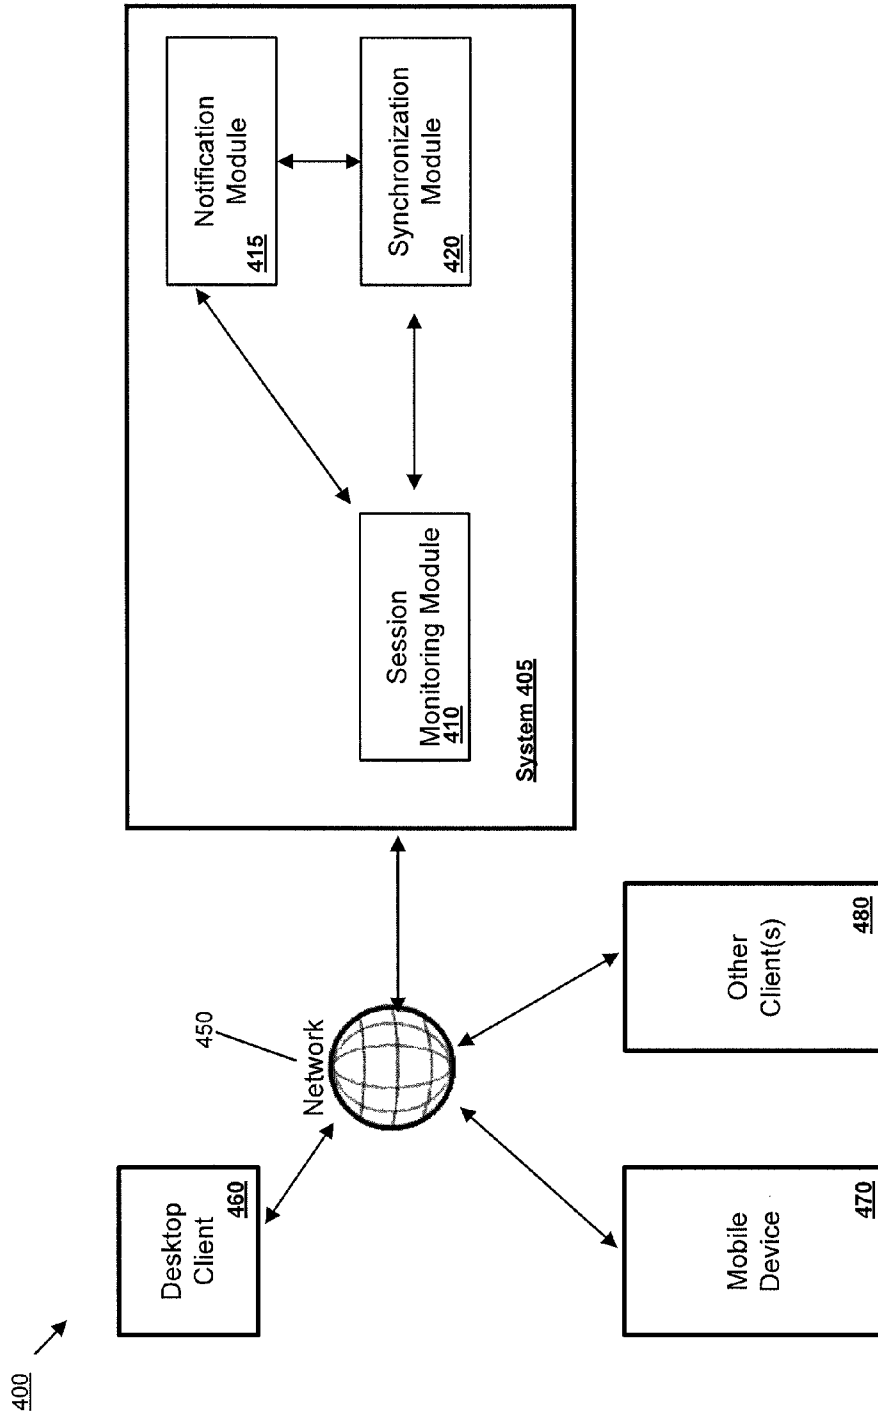 400
Desktop
Client
460
450
Network
Mobile
Device
470
Other
Client(s)
480
System 405
Session
Monitoring Module
410
Notification
Module
415
Synchronization
Module
420